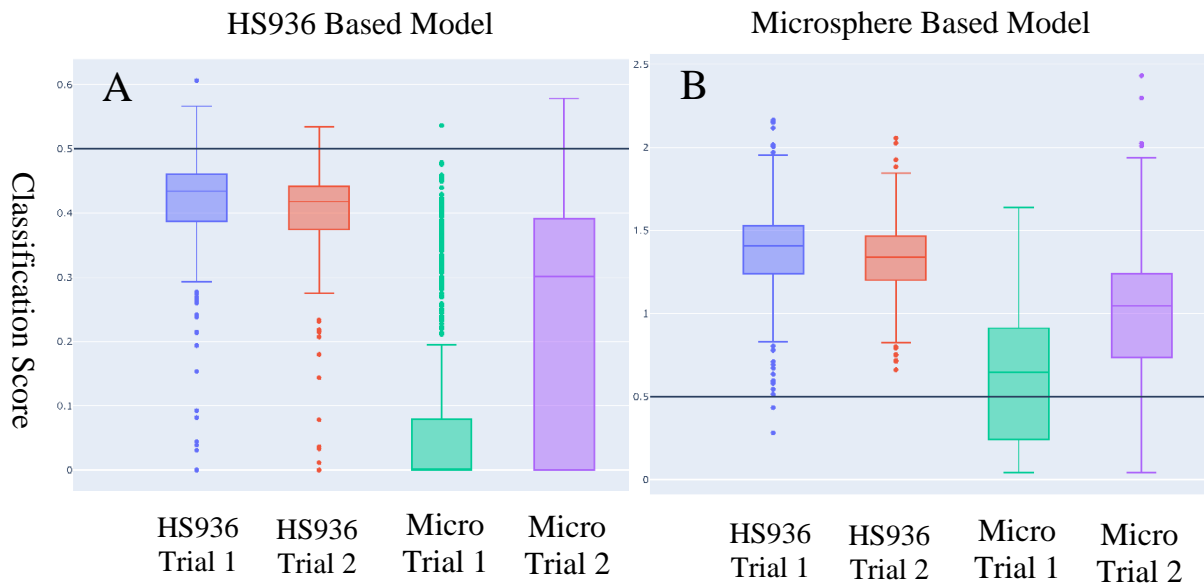 HS936 Based Model
Microsphere Based Model
Classification Score
A
0.6
0.5
0.4
0.3
0.2
0.1
0
B
2.5
2
1.5
1
0.5
0
HS936
Trial 1
HS936
Trial 2
Micro
Trial 1
Micro
Trial 2
HS936
Trial 1
HS936
Trial 2
Micro
Trial 1
Micro
Trial 2